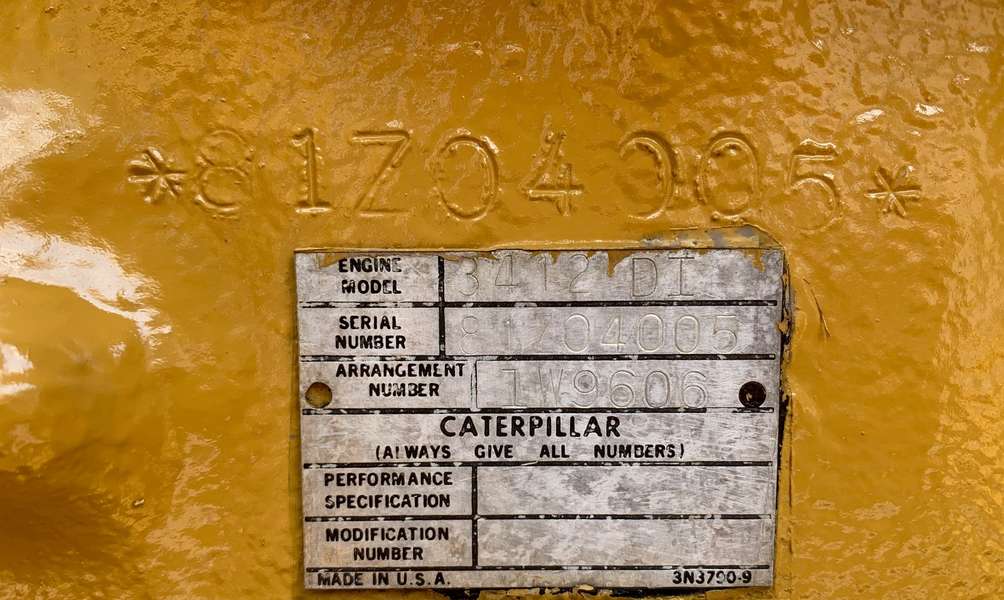 *81Z04005*
ENGINE MODEL 3412 DI
SERIAL NUMBER 81Z04005
ARRANGEMENT NUMBER 1W9606
CATERPILLAR
(ALWAYS GIVE ALL NUMBERS)
PERFORMANCE SPECIFICATION
MODIFICATION NUMBER
MADE IN U.S.A. 3N3790-9